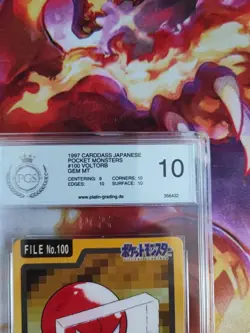 PGS
1997 CARDDASS JAPANESE
POCKET MONSTERS
#100 VOLTORB
GEM MT
CENTERING: 9 CORNERS: 10
EDGES: 10 SURFACE: 10
10
www.platin-grading.de
FILE No.100
ポケットモンスター